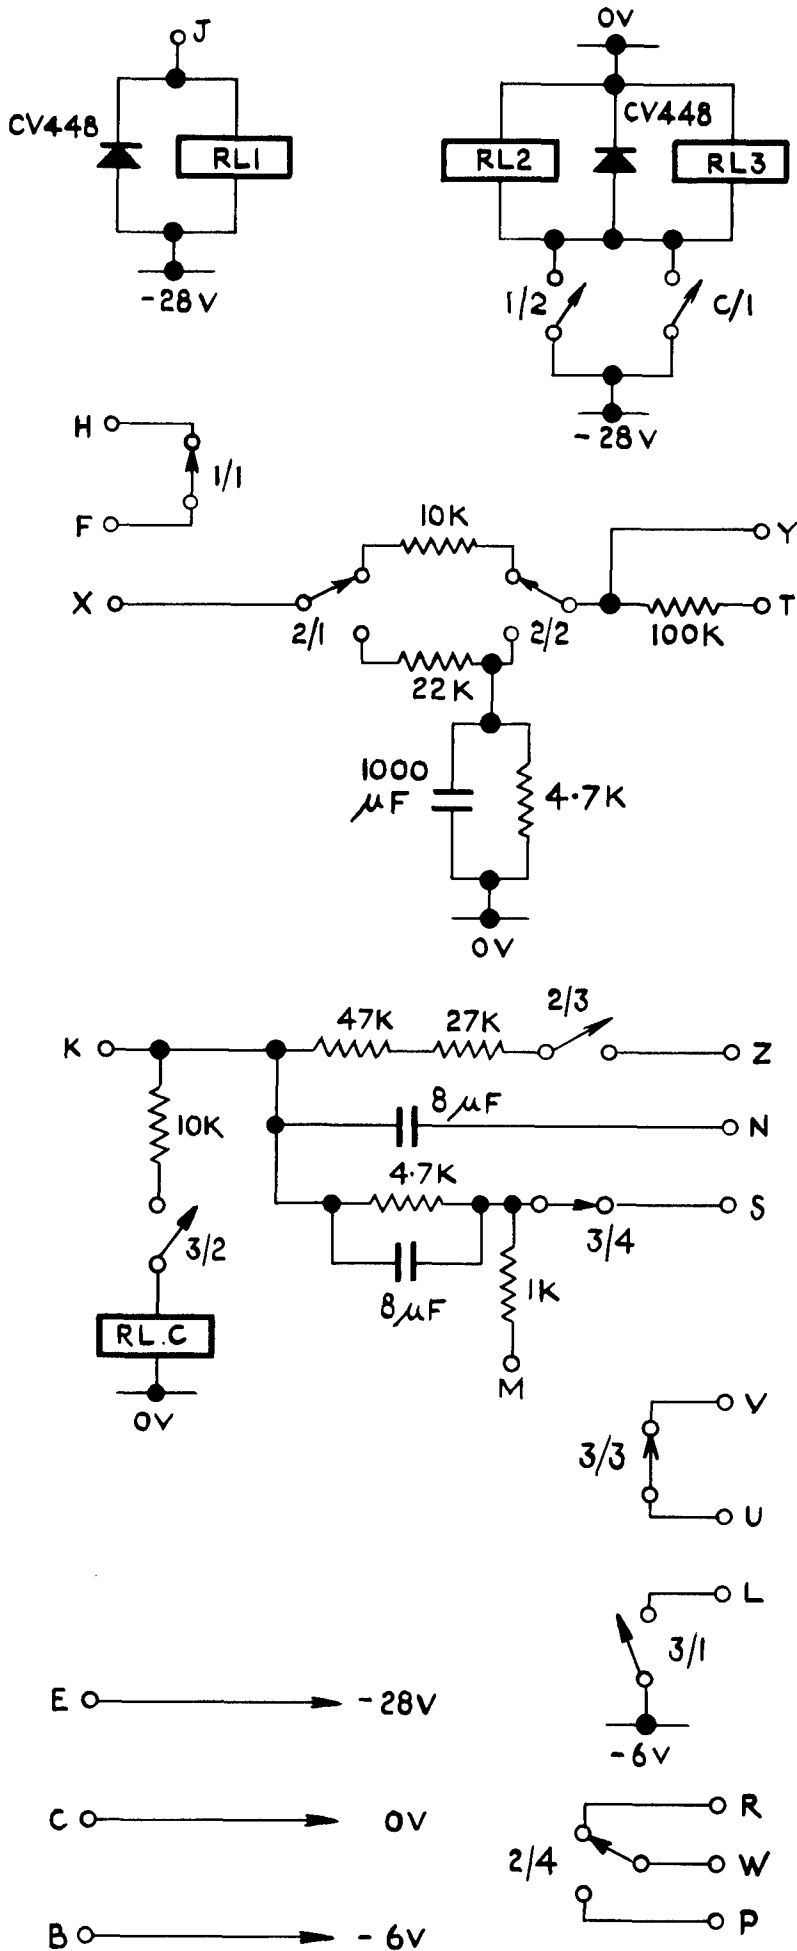 J
CV448
RL1
-28V
0V
CV448
RL2
RL3
1/2
C/1
-28V
H
1/1
F
10K
Y
X
2/1
2/2
100K
T
22K
1000
μF
4·7K
0V
K
47K
27K
2/3
Z
10K
8μF
N
4·7K
S
3/2
3/4
8μF
1K
RL.C
M
0V
V
3/3
U
L
3/1
-6V
E
-28V
C
0V
B
-6V
R
2/4
W
P